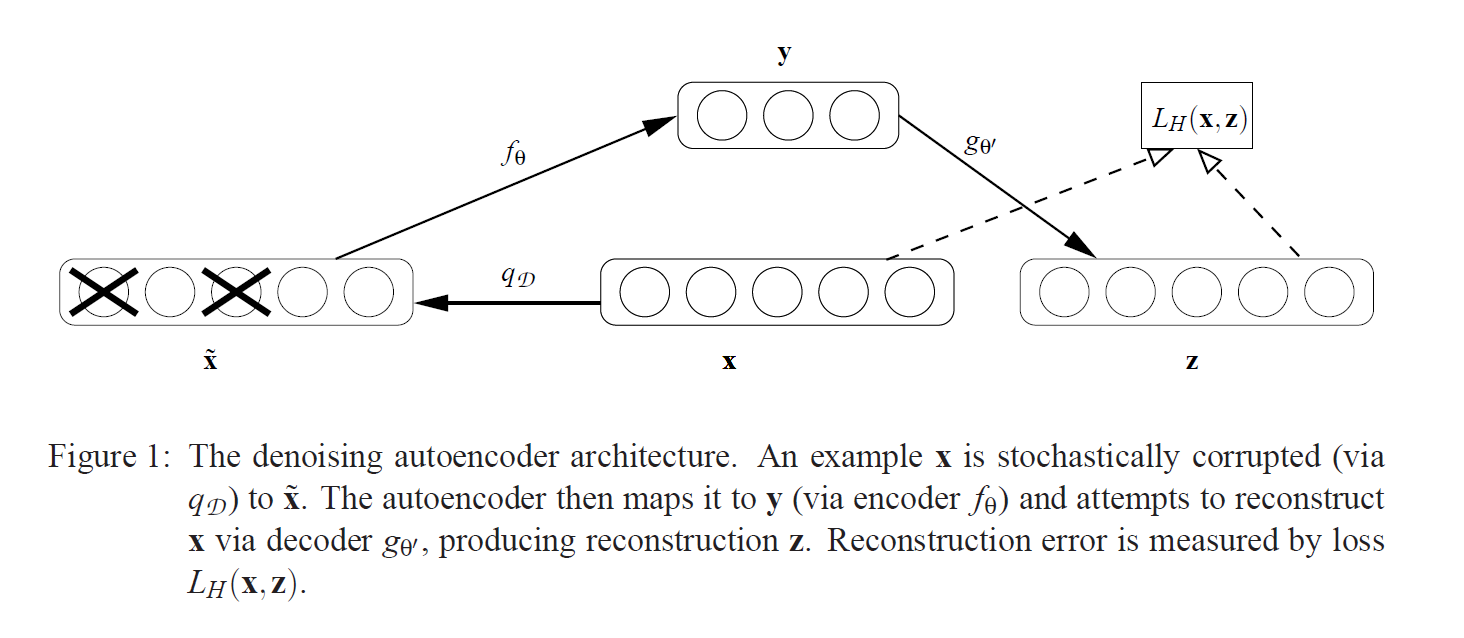 y
L_H(x, z)
g_θ′
f_θ
q_𝒟
x̃
x
z
Figure 1: The denoising autoencoder architecture. An example x is stochastically corrupted (via
q_𝒟) to x̃. The autoencoder then maps it to y (via encoder f_θ) and attempts to reconstruct
x via decoder g_θ′, producing reconstruction z. Reconstruction error is measured by loss
L_H(x, z).